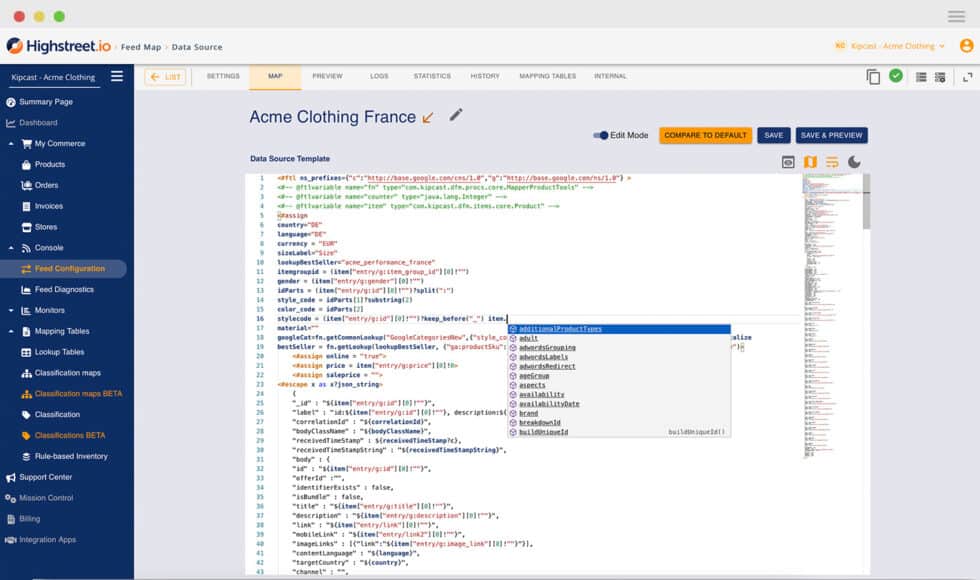 Highstreet.io › Feed Map › Data Source
KC Kipcast - Acme Clothing
Kipcast - Acme Clothing
LIST
SETTINGS
MAP
PREVIEW
LOGS
STATISTICS
HISTORY
MAPPING TABLES
INTERNAL
Summary Page
Dashboard
My Commerce
Products
Orders
Invoices
Stores
Console
Feed Configuration
Feed Diagnostics
Monitors
Mapping Tables
Lookup Tables
Classification maps
Classification maps BETA
Classification
Classifications BETA
Rule-based Inventory
Support Center
Mission Control
Billing
Integration Apps
Acme Clothing France
Edit Mode
COMPARE TO DEFAULT
SAVE
SAVE & PREVIEW
Data Source Template
1 <#ftl ns_prefixes={"c":"http://base.google.com/cns/1.0","g":"http://base.google.com/ns/1.0"} >
2 <#-- @ftlvariable name="fn" type="com.kipcast.dfm.procs.core.MapperProductTools" -->
3 <#-- @ftlvariable name="counter" type="java.lang.Integer" -->
4 <#-- @ftlvariable name="item" type="com.kipcast.dfm.items.core.Product" -->
5 <#assign
6 country="DE"
7 language="DE"
8 currency = "EUR"
9 sizeLabel="Size"
10 lookupBestSeller="acme_performance_france"
11 itemgroupid = (item["entry/g:item_group_id"][0]!"")
12 gender = (item["entry/g:gender"][0]!"")
13 idParts = (item["entry/g:id"][0]!"")?split(":")
14 style_code = idParts[1]?substring(2)
15 color_code = idParts[2]
16 stylecode = (item["entry/g:id"][0]!"")?keep_before("_") item.
17 material=""
18 googleCat=fn.getCommonLookup("GoogleCategoriesNew",{"style_co
19 bestSeller = fn.getLookup(lookupBestSeller, {"ga:productSku":
20 <#assign online = "true">
21 <#assign price = item["entry/g:price"][0]!0>
22 <#assign saleprice = "">
23 <#escape x as x?json_string>
24 {
25 "_id" : "${item["entry/g:id"][0]!""}",
26 "label" : "id:${item["entry/g:id"][0]!""}, description:${
27 "correlationId" : "${correlationId}",
28 "bodyClassName" : "${bodyClassName}",
29 "receivedTimeStamp" : ${receivedTimeStamp?c},
30 "receivedTimeStampString" : "${receivedTimeStampString}",
31 "body" : {
32 "id" : "${item["entry/g:id"][0]!""}",
33 "offerId" :"",
34 "identifierExists" : false,
35 "isBundle" : false,
36 "title" : "${item["entry/g:title"][0]!""}",
37 "description" : "${item["entry/g:description"][0]!""}",
38 "link" : "${item["entry/link"][0]!""}",
39 "mobileLink" : "${item["entry/link2"][0]!""}",
40 "imageLinks" : [{"link":"${item["entry/g:image_link"][0]!""}"}],
41 "contentLanguage" : "${language}",
42 "targetCountry" : "${country}",
43 "channel" : "",
additionalProductTypes
adult
adwordsGrouping
adwordsLabels
adwordsRedirect
ageGroup
aspects
availability
availabilityDate
brand
breakdownId
buildUniqueId buildUniqueId()